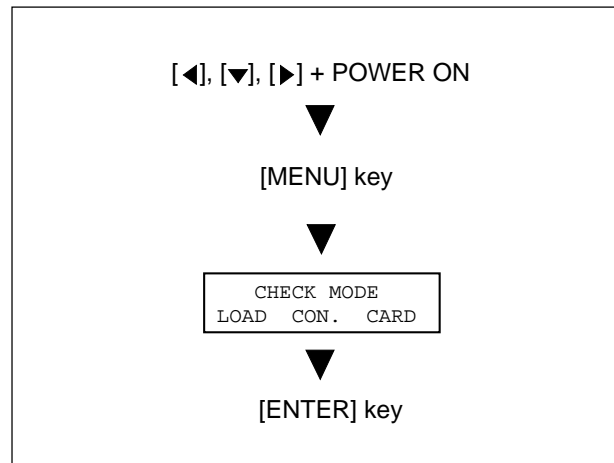 [◀], [▼], [▶] + POWER ON
[MENU] key
CHECK MODE
LOAD CON. CARD
[ENTER] key